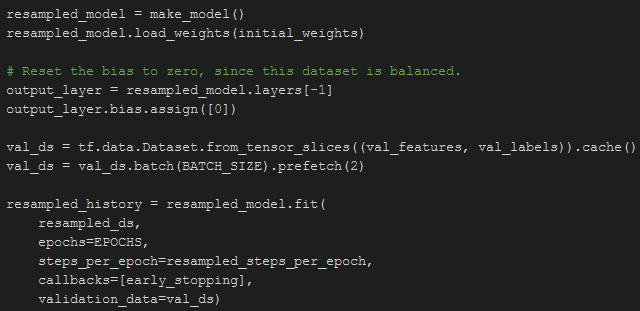 resampled_model = make_model()
resampled_model.load_weights(initial_weights)

# Reset the bias to zero, since this dataset is balanced.
output_layer = resampled_model.layers[-1]
output_layer.bias.assign([0])

val_ds = tf.data.Dataset.from_tensor_slices((val_features, val_labels)).cache()
val_ds = val_ds.batch(BATCH_SIZE).prefetch(2)

resampled_history = resampled_model.fit(
    resampled_ds,
    epochs=EPOCHS,
    steps_per_epoch=resampled_steps_per_epoch,
    callbacks=[early_stopping],
    validation_data=val_ds)